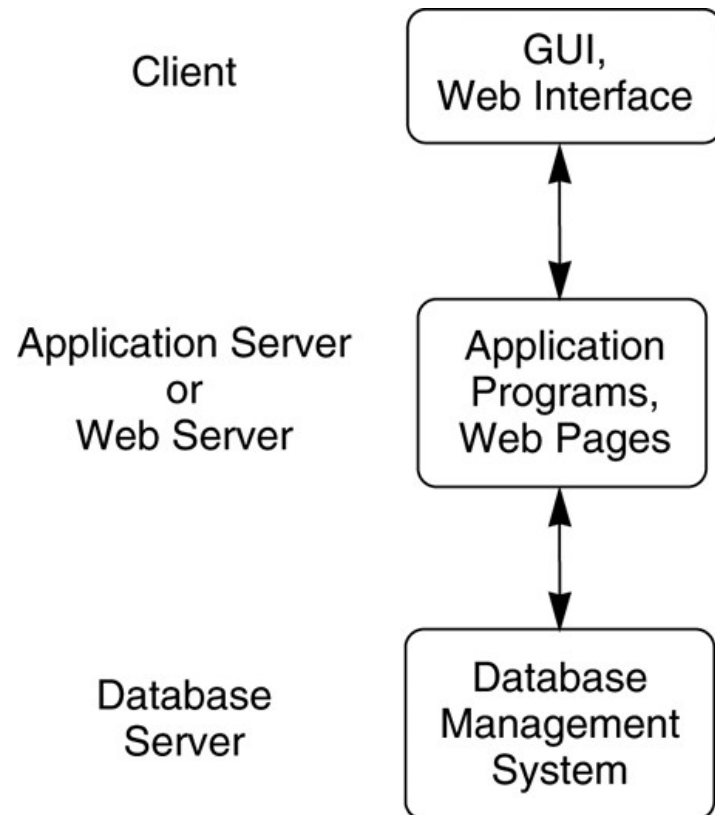 Client
GUI,
Web Interface
Application Server
or
Web Server
Application
Programs,
Web Pages
Database
Server
Database
Management
System